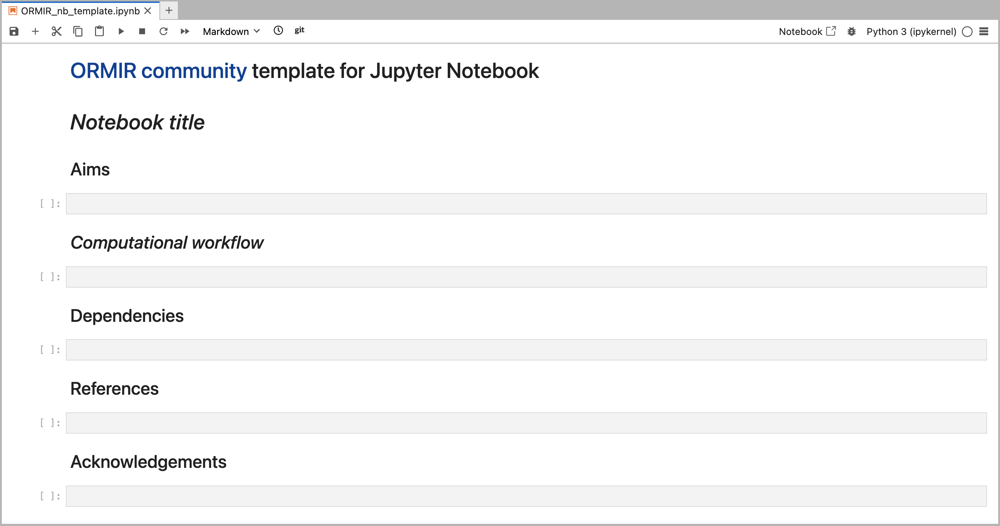 ORMIR_nb_template.ipynb
Markdown git Notebook Python 3 (ipykernel)
ORMIR community template for Jupyter Notebook
Notebook title
Aims
[ ]:
Computational workflow
[ ]:
Dependencies
[ ]:
References
[ ]:
Acknowledgements
[ ]: